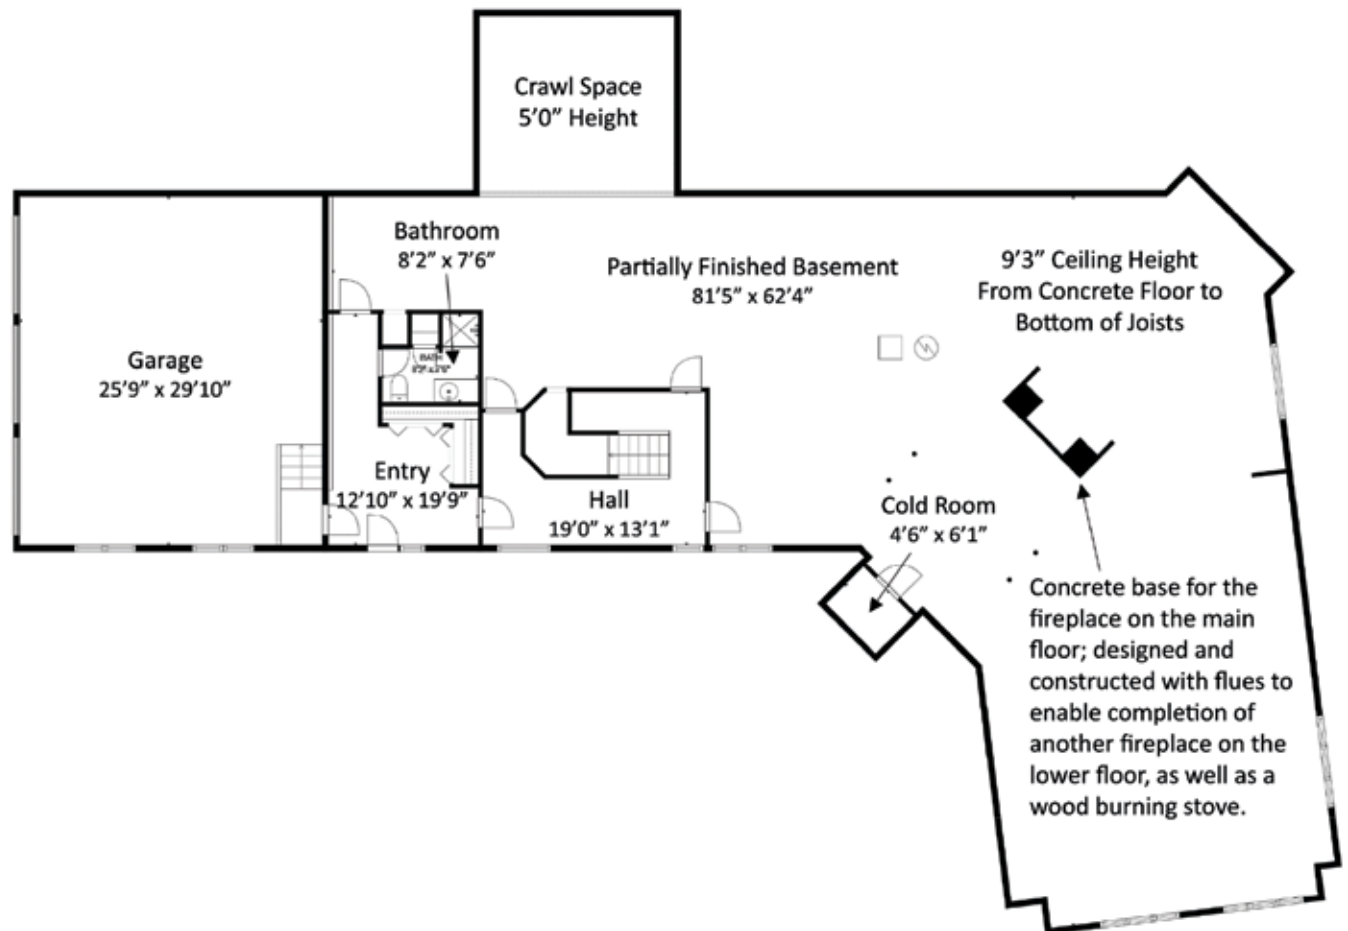 Crawl Space
5’0” Height
Bathroom
8’2” x 7’6”
Partially Finished Basement
81’5” x 62’4”
9’3” Ceiling Height
From Concrete Floor to
Bottom of Joists
Garage
25’9” x 29’10”
BATH
Entry
12’10” x 19’9”
Hall
19’0” x 13’1”
Cold Room
4’6” x 6’1”
Concrete base for the
fireplace on the main
floor; designed and
constructed with flues to
enable completion of
another fireplace on the
lower floor, as well as a
wood burning stove.